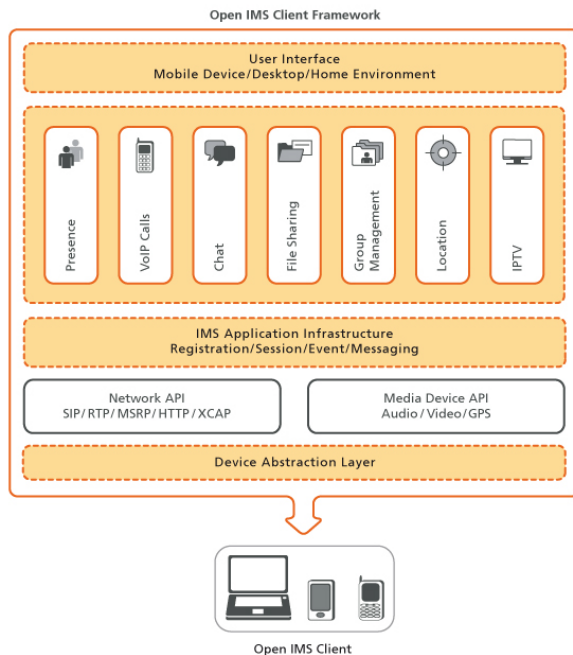 Open IMS Client Framework
User Interface
Mobile Device/Desktop/Home Environment
Presence
VoIP Calls
Chat
File Sharing
Group
Management
Location
IPTV
IMS Application Infrastructure
Registration/Session/Event/Messaging
Network API
SIP/RTP/MSRP/HTTP/XCAP
Media Device API
Audio/Video/GPS
Device Abstraction Layer
Open IMS Client